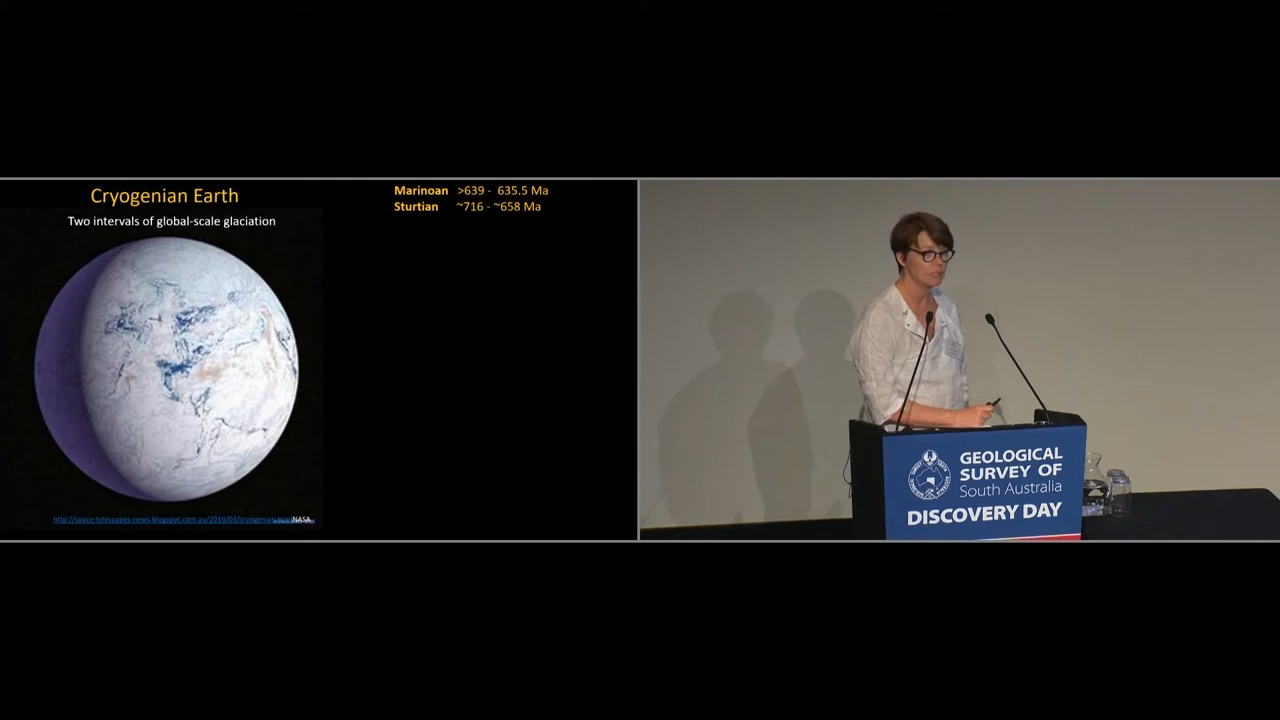 Cryogenian Earth
Two intervals of global-scale glaciation
Marinoan >639 - 635.5 Ma
Sturtian ~716 - ~658 Ma
NASA
GEOLOGICAL
SURVEY OF
South Australia
DISCOVERY DAY